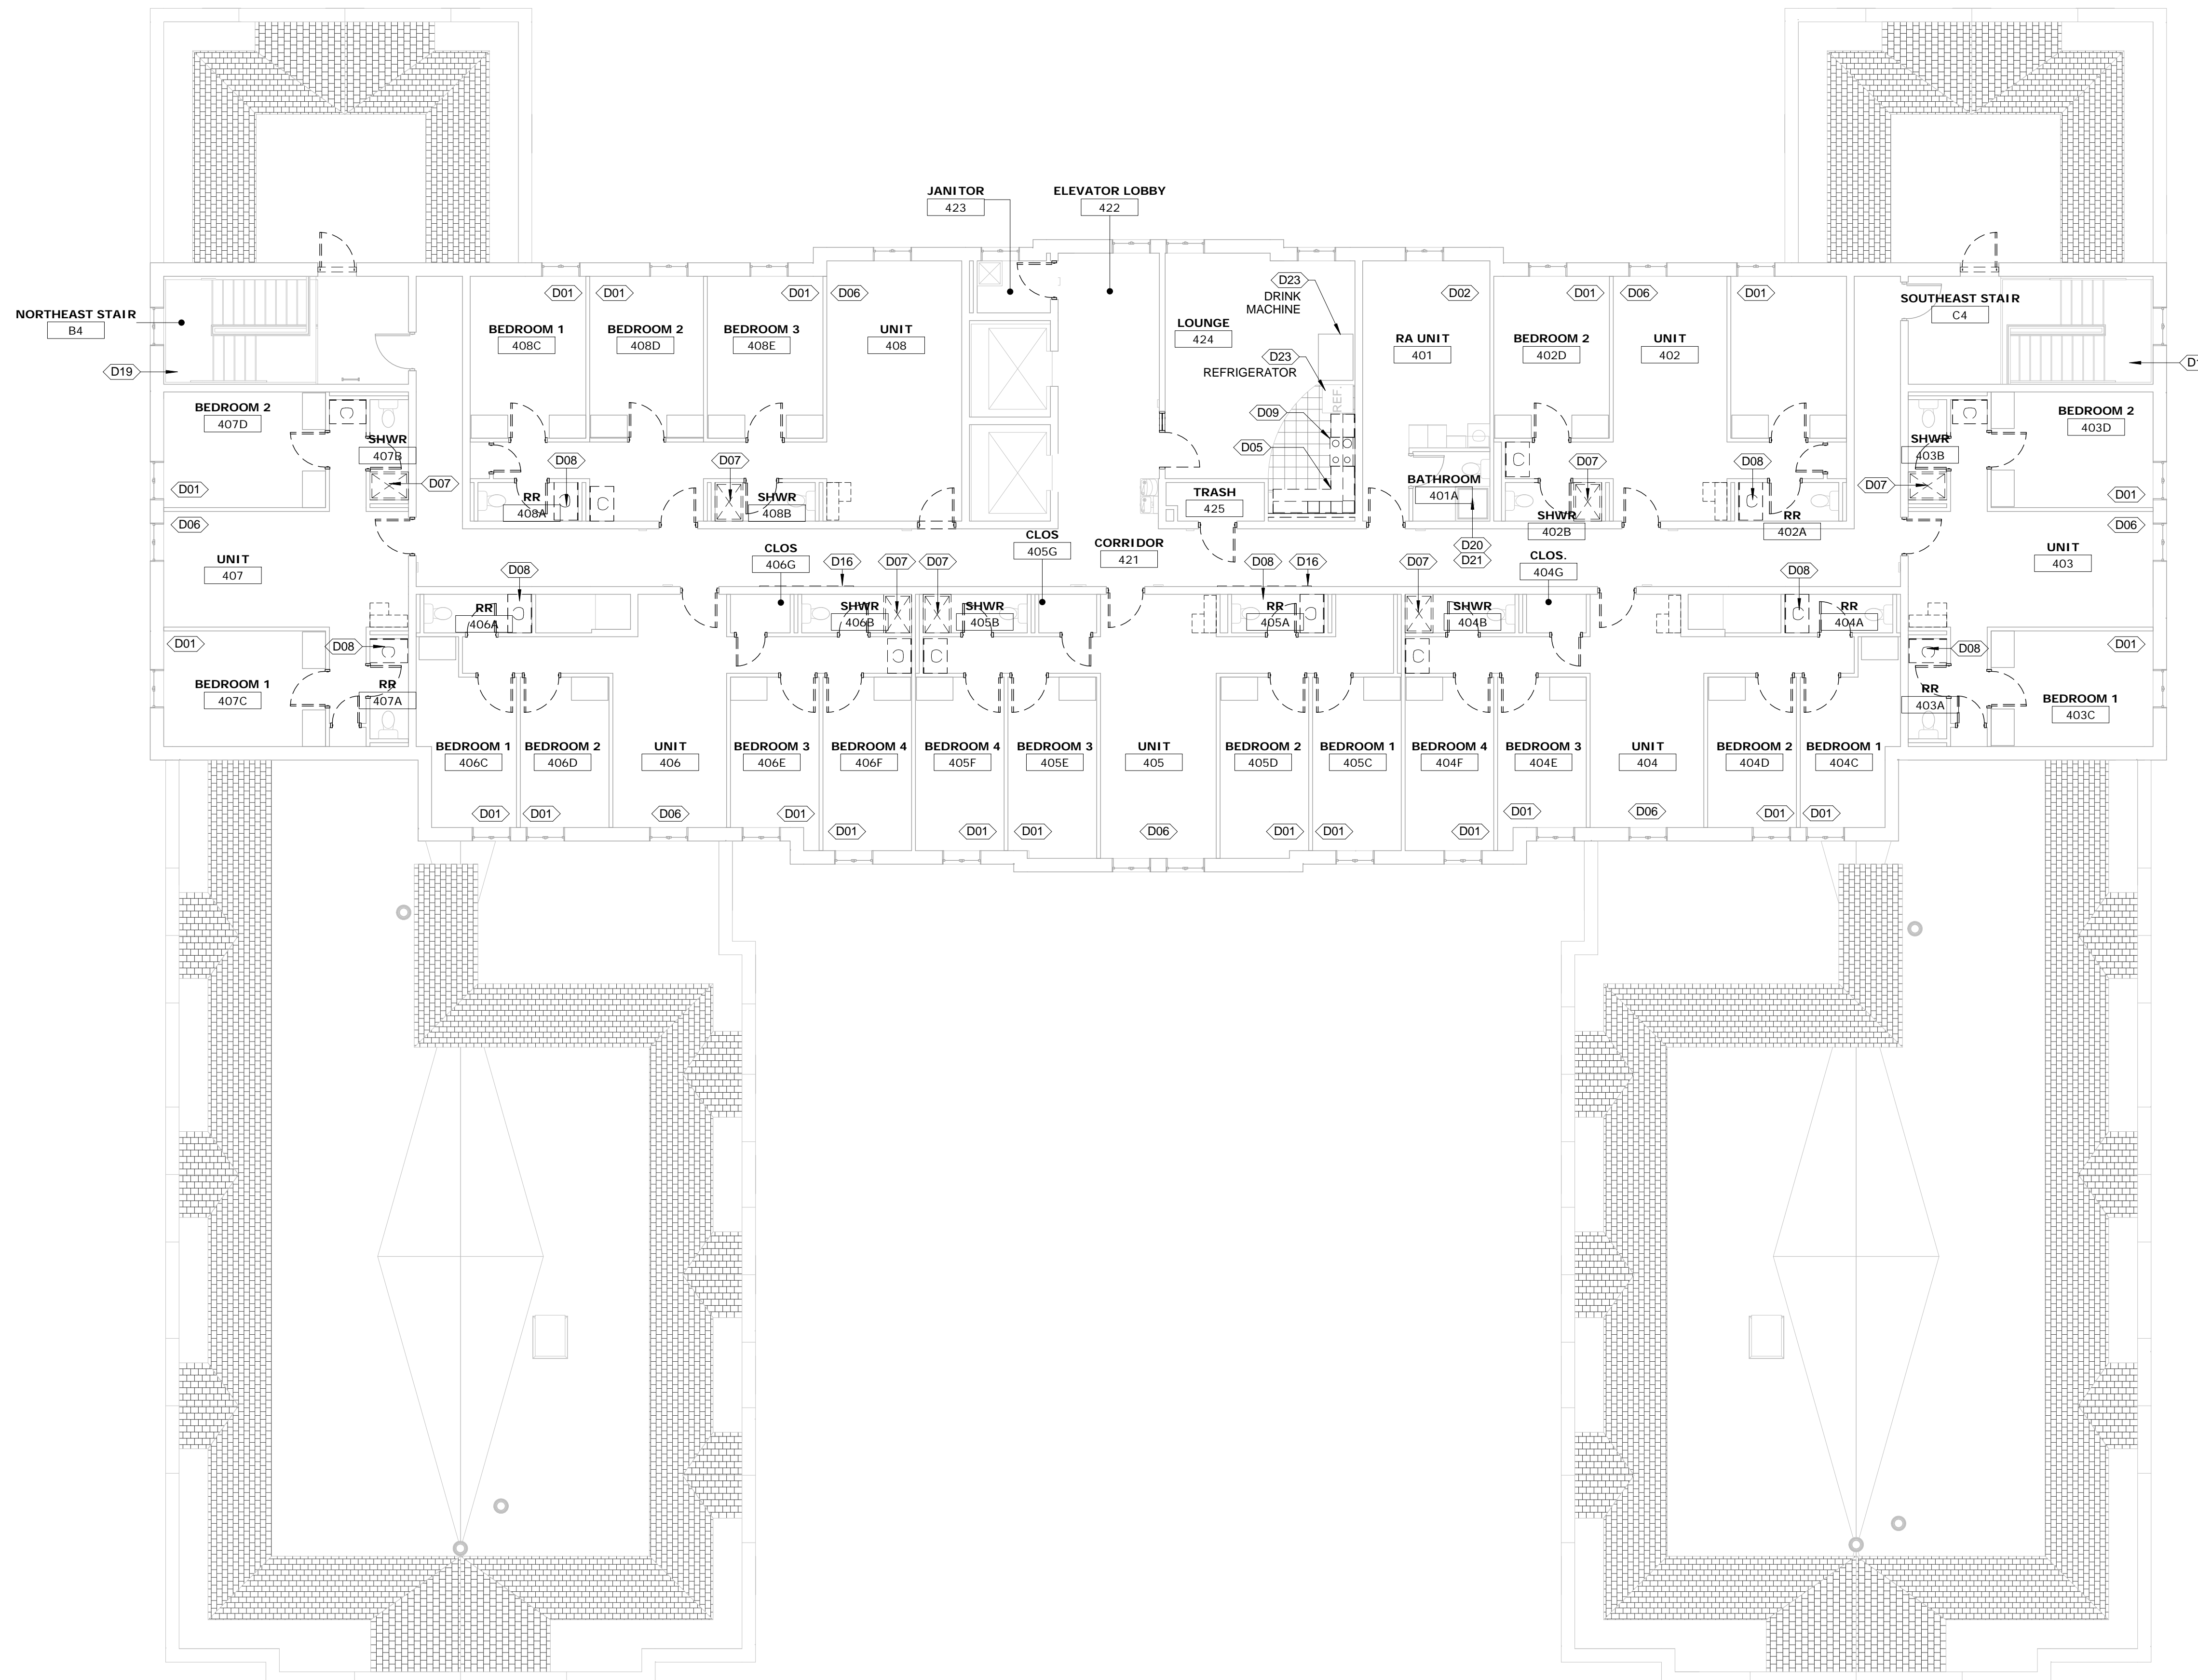 JANITOR
423
ELEVATOR LOBBY
422
NORTHEAST STAIR
B4
D19
D01
BEDROOM 1
408C
D01
BEDROOM 2
408D
D01
BEDROOM 3
408E
D06
UNIT
408
LOUNGE
424
D23
DRINK
MACHINE
D23
REFRIGERATOR
REF.
D09
D05
D02
RA UNIT
401
D01
BEDROOM 2
402D
D06
UNIT
402
D01
SOUTHEAST STAIR
C4
BEDROOM 2
407D
SHWR
407B
D01
D07
D08
RR
408A
C
C
D07
SHWR
408B
TRASH
425
BATHROOM
401A
D20
D21
C
D07
SHWR
402B
D08
C
RR
402A
SHWR
403B
D07
BEDROOM 2
403D
D01
C
C
D06
UNIT
407
D06
UNIT
403
CLOS
406G
CLOS
405G
CORRIDOR
421
CLOS.
404G
D08
RR
406A
C
D16
D07
SHWR
406B
C
D07
SHWR
405B
C
D08
RR
405A
C
D16
D07
SHWR
404B
C
D08
C
RR
404A
D01
BEDROOM 1
407C
D08
C
RR
407A
D08
C
RR
403A
D01
BEDROOM 1
403C
BEDROOM 1
406C
D01
BEDROOM 2
406D
D01
UNIT
406
D06
BEDROOM 3
406E
D01
BEDROOM 4
406F
D01
BEDROOM 4
405F
D01
BEDROOM 3
405E
D01
UNIT
405
D06
BEDROOM 2
405D
D01
BEDROOM 1
405C
D01
BEDROOM 4
404F
D01
BEDROOM 3
404E
D01
UNIT
404
D06
BEDROOM 2
404D
D01
BEDROOM 1
404C
D01